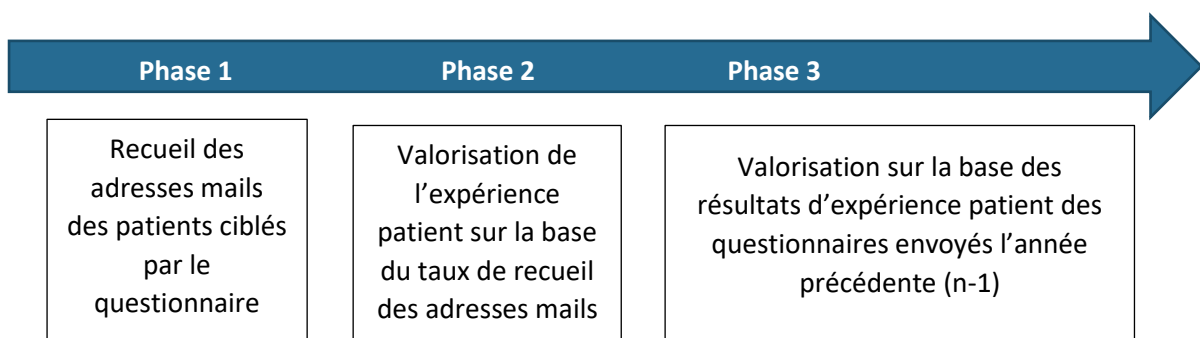 Phase 1
Phase 2
Phase 3
Recueil des
adresses mails
des patients ciblés
par le
questionnaire
Valorisation de
l’expérience
patient sur la base
du taux de recueil
des adresses mails
Valorisation sur la base des
résultats d’expérience patient des
questionnaires envoyés l’année
précédente (n-1)